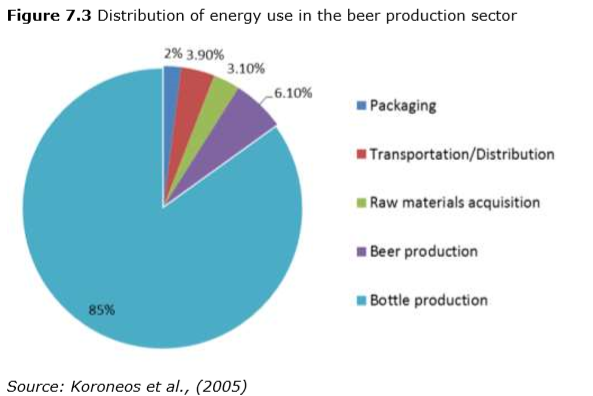 Figure 7.3 Distribution of energy use in the beer production sector
2% 3.90%
3.10%
6.10%
Packaging
Transportation/Distribution
Raw materials acquisition
Beer production
Bottle production
85%
Source: Koroneos et al., (2005)